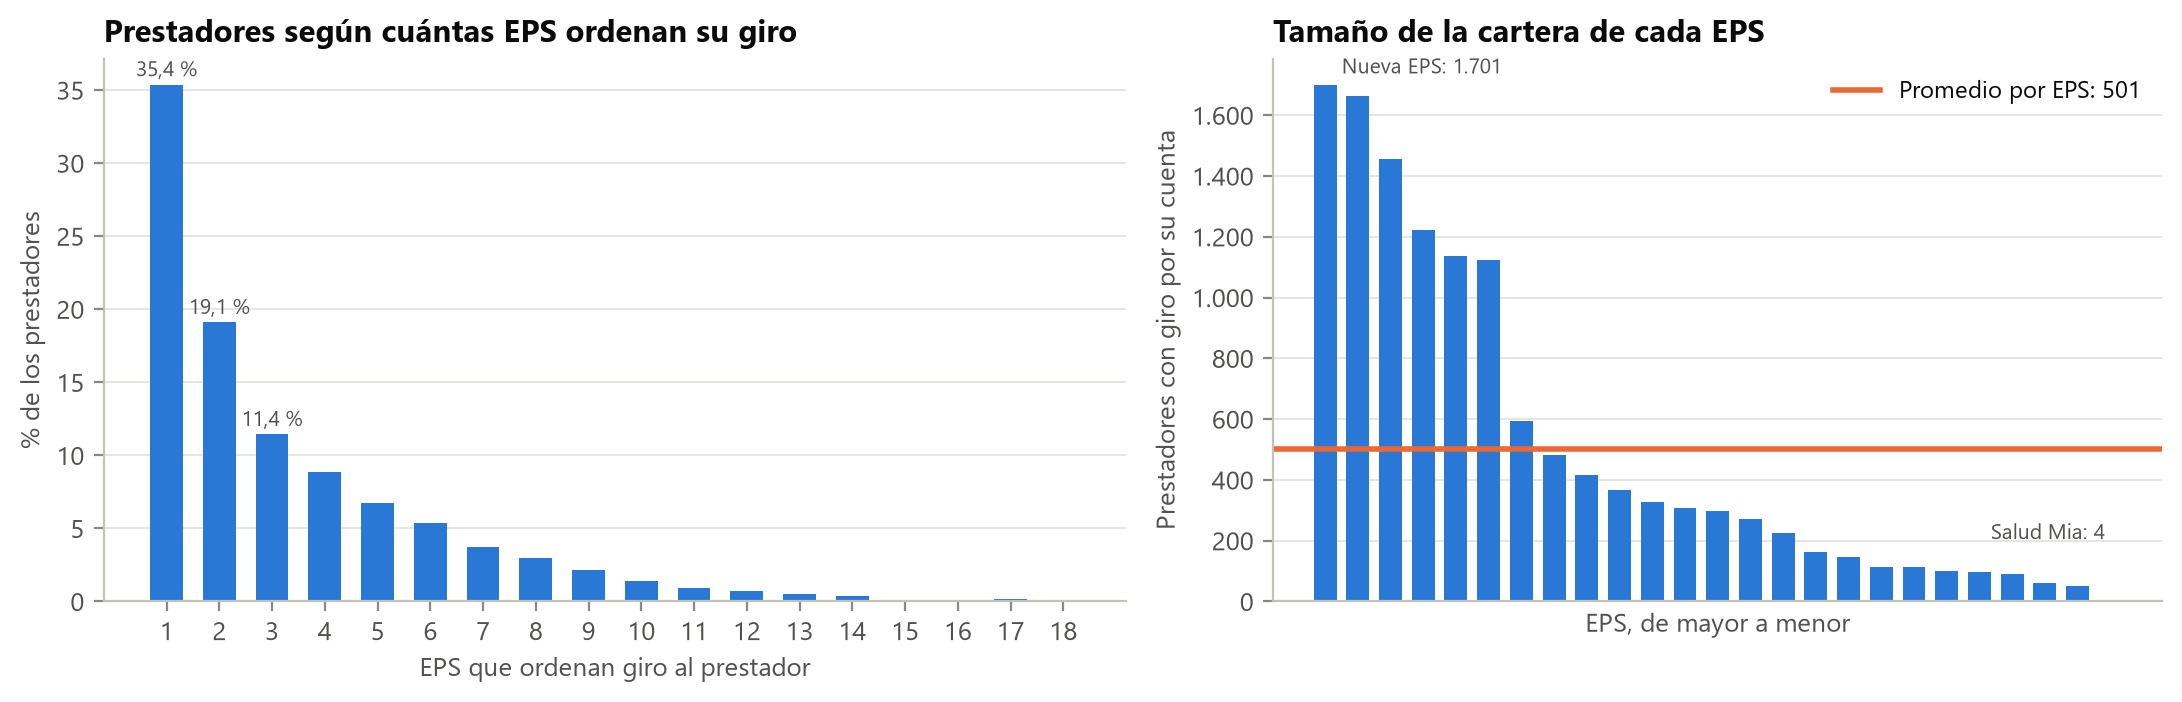 Prestadores según cuántas EPS ordenan su giro
35,4 %
19,1 %
11,4 %
% de los prestadores
35
30
25
20
15
10
5
0
1 2 3 4 5 6 7 8 9 10 11 12 13 14 15 16 17 18
EPS que ordenan giro al prestador
Tamaño de la cartera de cada EPS
Nueva EPS: 1.701
Promedio por EPS: 501
Prestadores con giro por su cuenta
1.600
1.400
1.200
1.000
800
600
400
200
0
Salud Mia: 4
EPS, de mayor a menor